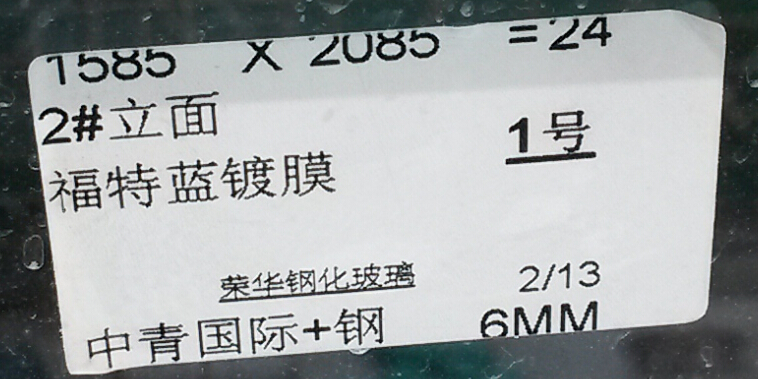 1585 X 2085 =24
2#立面
1号
福特蓝镀膜
荣华钢化玻璃 2/13
中青国际+钢 6MM